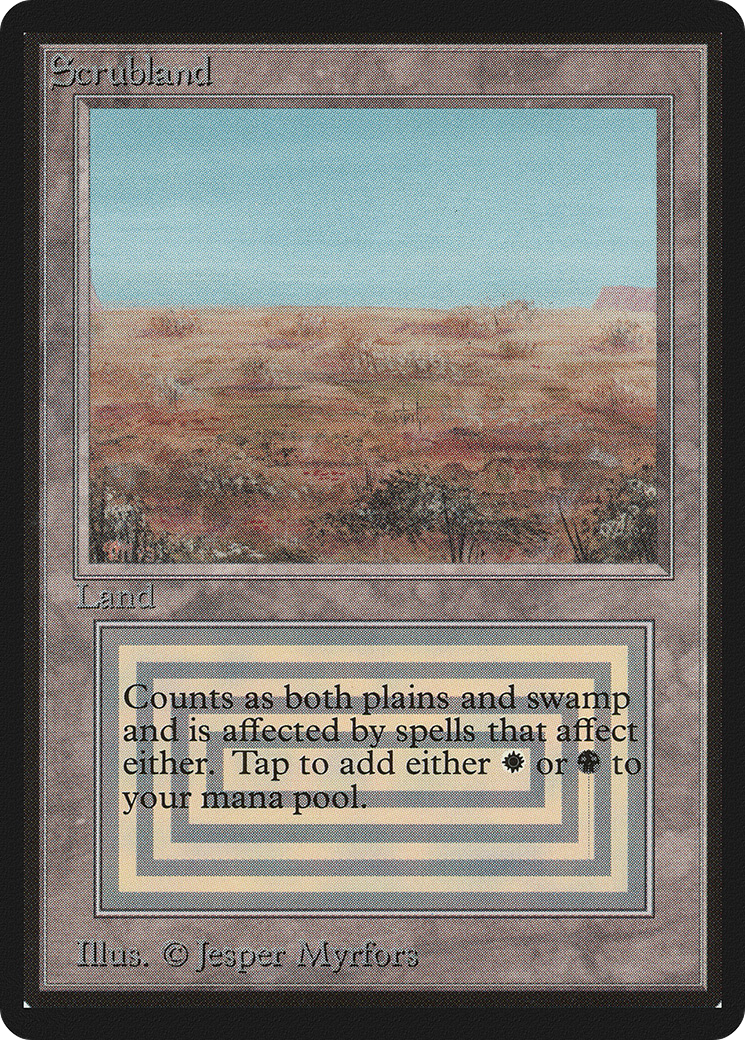 Scrubland
Land
Counts as both plains and swamp
and is affected by spells that affect
either. Tap to add either or to
your mana pool.
Illus. © Jesper Myrfors